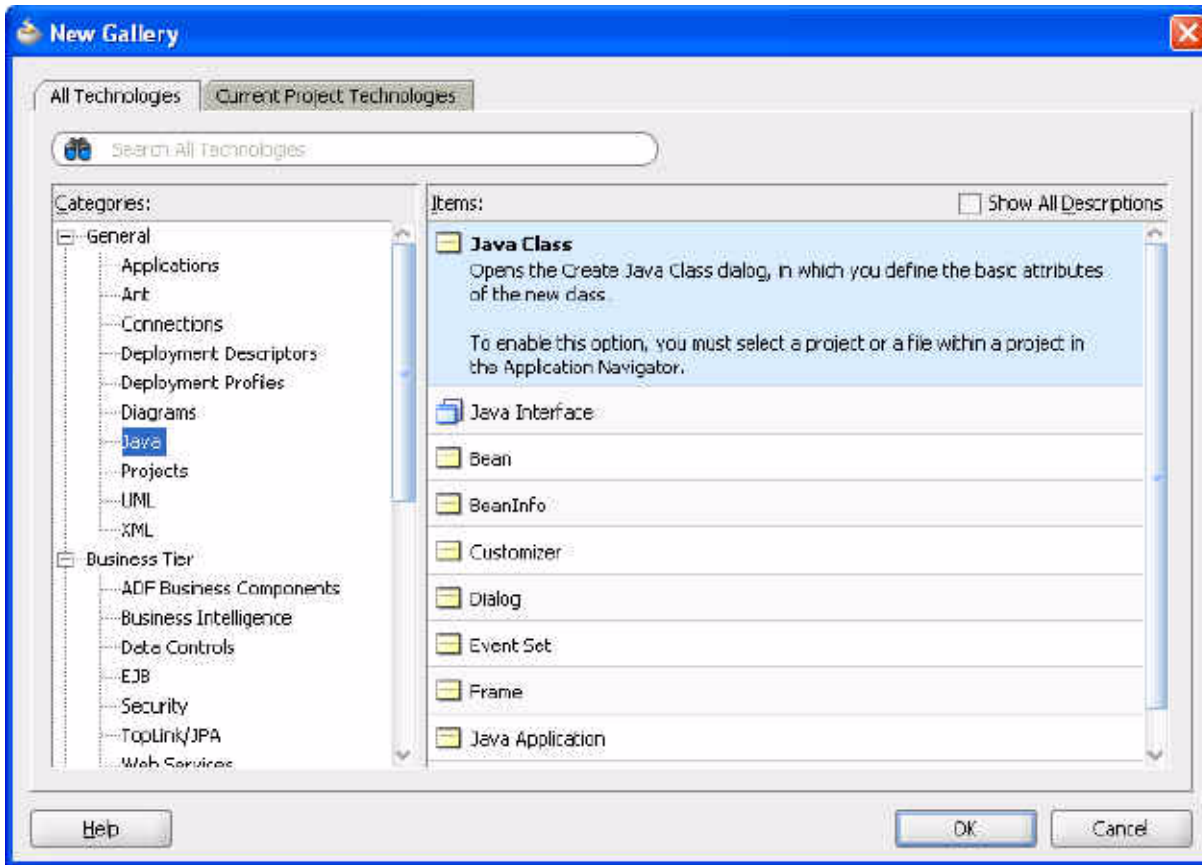 New Gallery
All Technologies
Current Project Technologies
Search All Technologies
Categories:
General
Applications
Ant
Connections
Deployment Descriptors
Deployment Profiles
Diagrams
Java
Projects
UML
XML
Business Tier
ADF Business Components
Business Intelligence
Data Controls
EJB
Security
TopLink/JPA
Web Services
Items:
Show All Descriptions
Java Class
Opens the Create Java Class dialog, in which you define the basic attributes
of the new class.
To enable this option, you must select a project or a file within a project in
the Application Navigator.
Java Interface
Bean
BeanInfo
Customizer
Dialog
Event Set
Frame
Java Application
Help
OK
Cancel